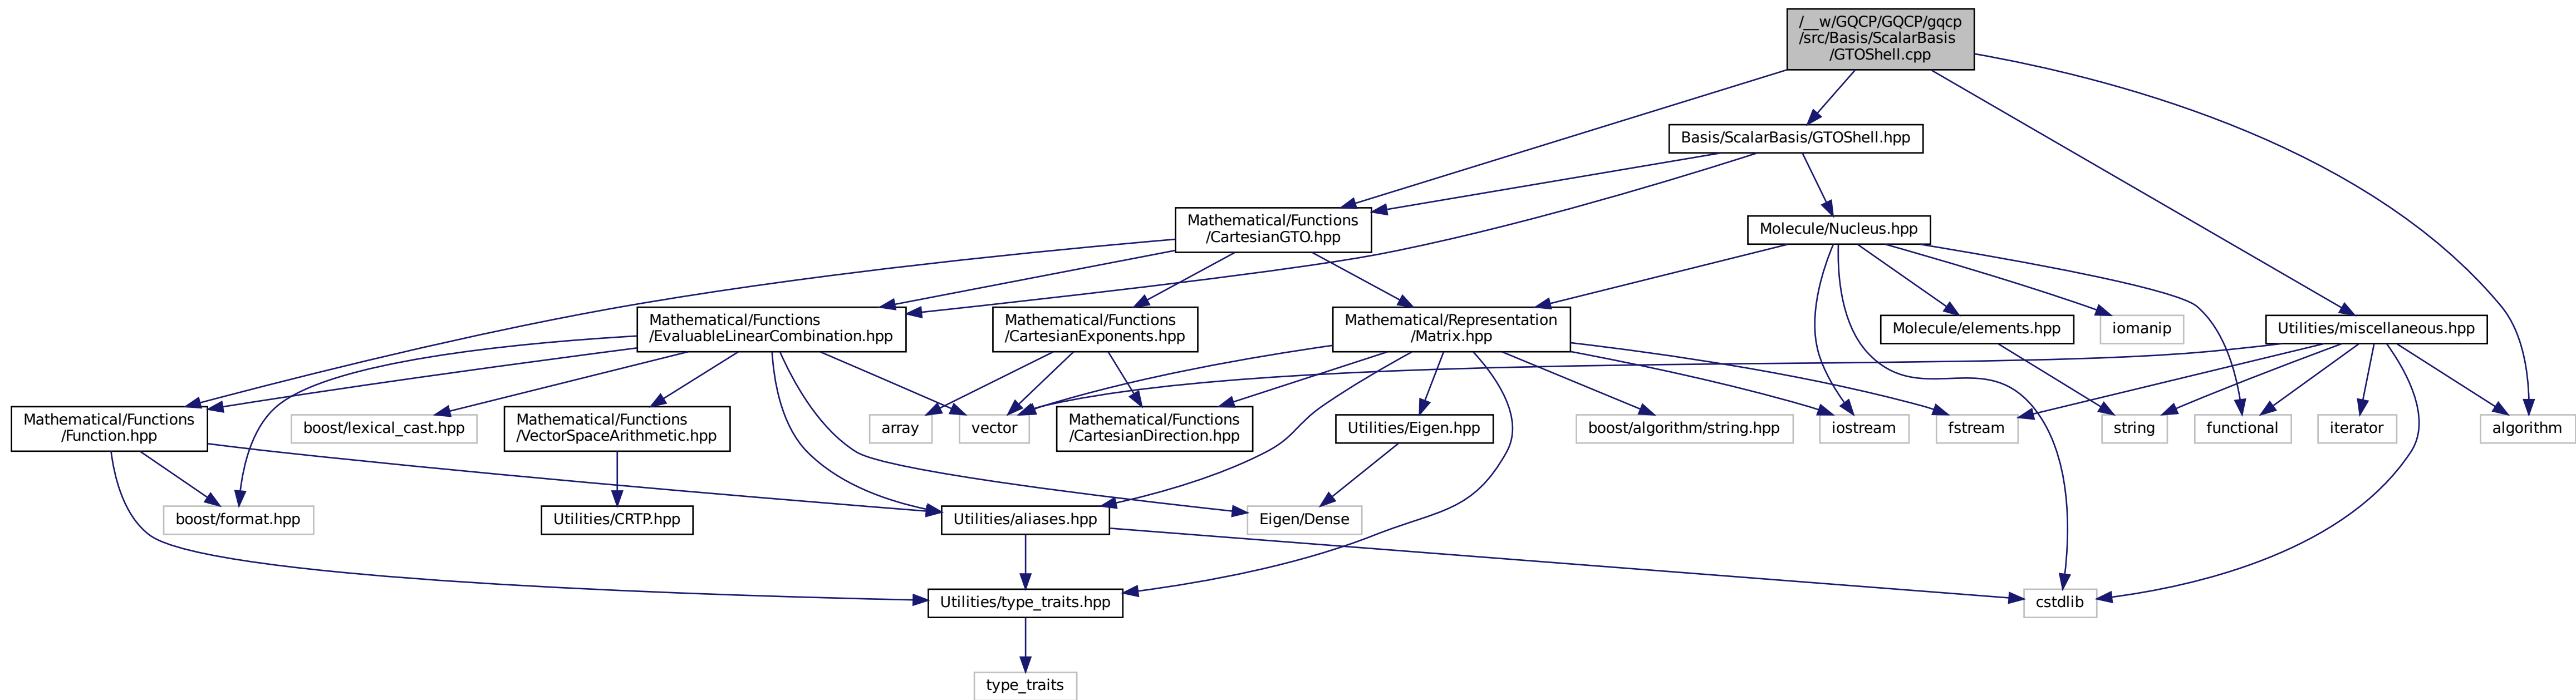 /__w/GQCP/GQCP/gqcp
/src/Basis/ScalarBasis
/GTOShell.cpp
Basis/ScalarBasis/GTOShell.hpp
Mathematical/Functions
/CartesianGTO.hpp
Molecule/Nucleus.hpp
Mathematical/Functions
/EvaluableLinearCombination.hpp
Mathematical/Functions
/CartesianExponents.hpp
Mathematical/Representation
/Matrix.hpp
Molecule/elements.hpp
iomanip
Utilities/miscellaneous.hpp
Mathematical/Functions
/Function.hpp
boost/lexical_cast.hpp
Mathematical/Functions
/VectorSpaceArithmetic.hpp
array
vector
Mathematical/Functions
/CartesianDirection.hpp
Utilities/Eigen.hpp
boost/algorithm/string.hpp
iostream
fstream
string
functional
iterator
algorithm
boost/format.hpp
Utilities/CRTP.hpp
Utilities/aliases.hpp
Eigen/Dense
Utilities/type_traits.hpp
cstdlib
type_traits